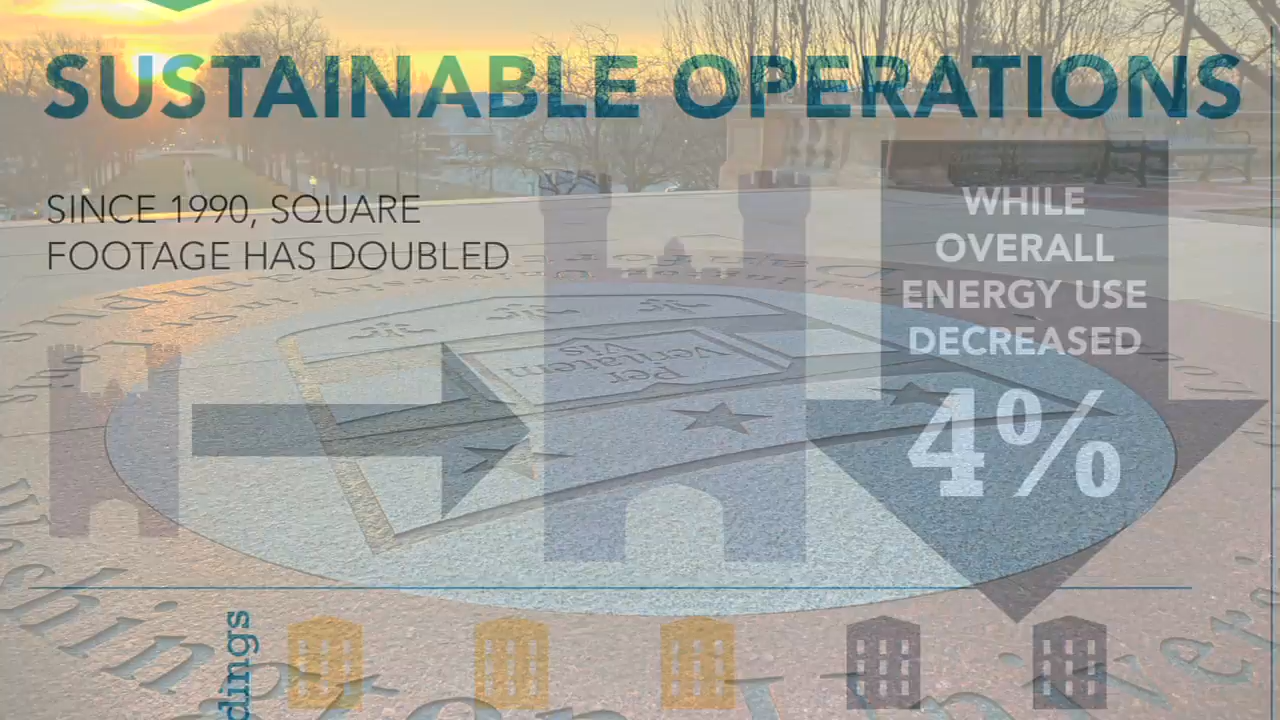 SUSTAINABLE OPERATIONS
SINCE 1990, SQUARE
FOOTAGE HAS DOUBLED
WHILE
OVERALL
ENERGY USE
DECREASED
4%
Per
Veritatem
Vis
dings